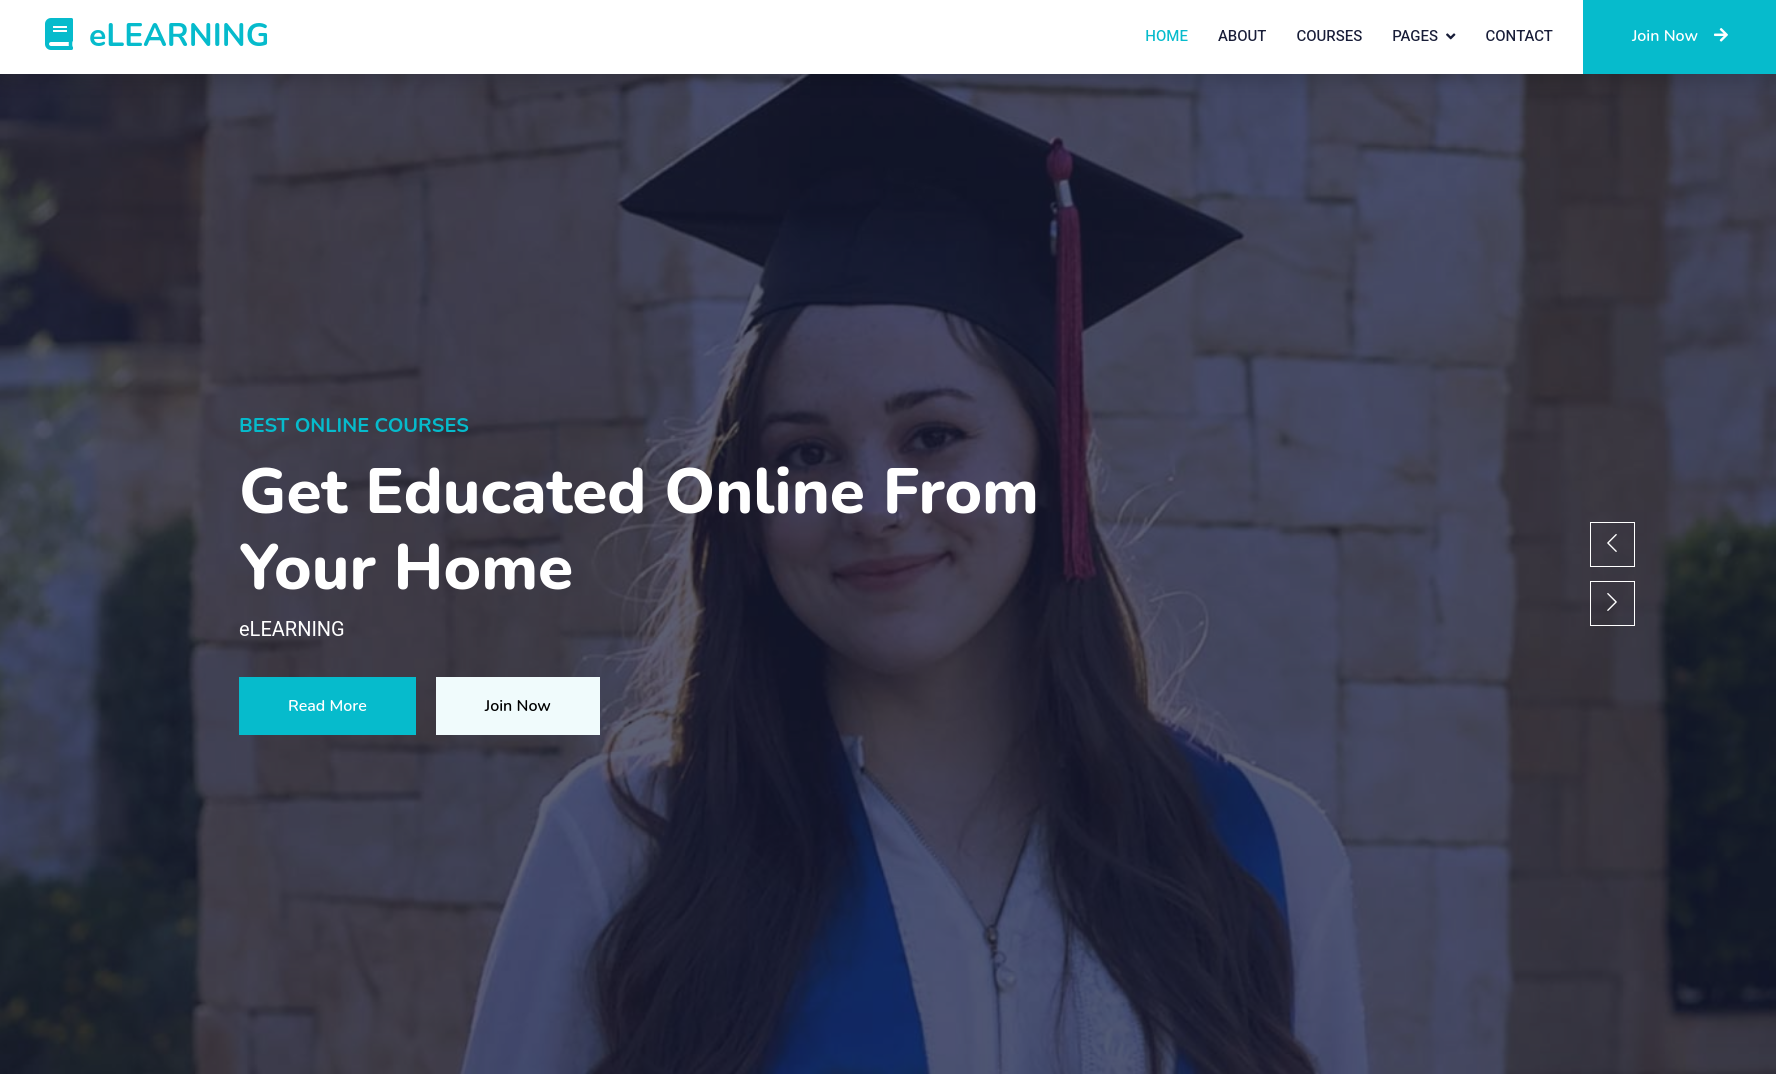 eLEARNING
HOME ABOUT COURSES PAGES CONTACT Join Now
BEST ONLINE COURSES
Get Educated Online From
Your Home
eLEARNING
Read More Join Now